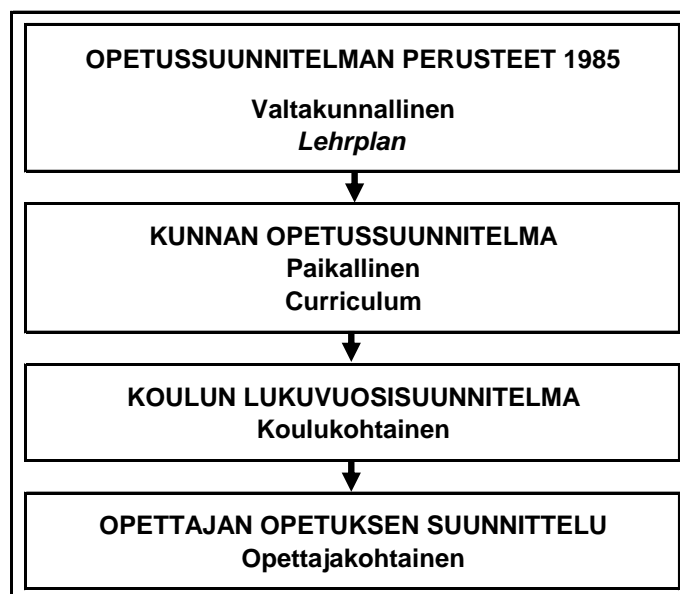 OPETUSSUUNNITELMAN PERUSTEET 1985
Valtakunnallinen
Lehrplan
KUNNAN OPETUSSUUNNITELMA
Paikallinen
Curriculum
KOULUN LUKUVUOSISUUNNITELMA
Koulukohtainen
OPETTAJAN OPETUKSEN SUUNNITTELU
Opettajakohtainen